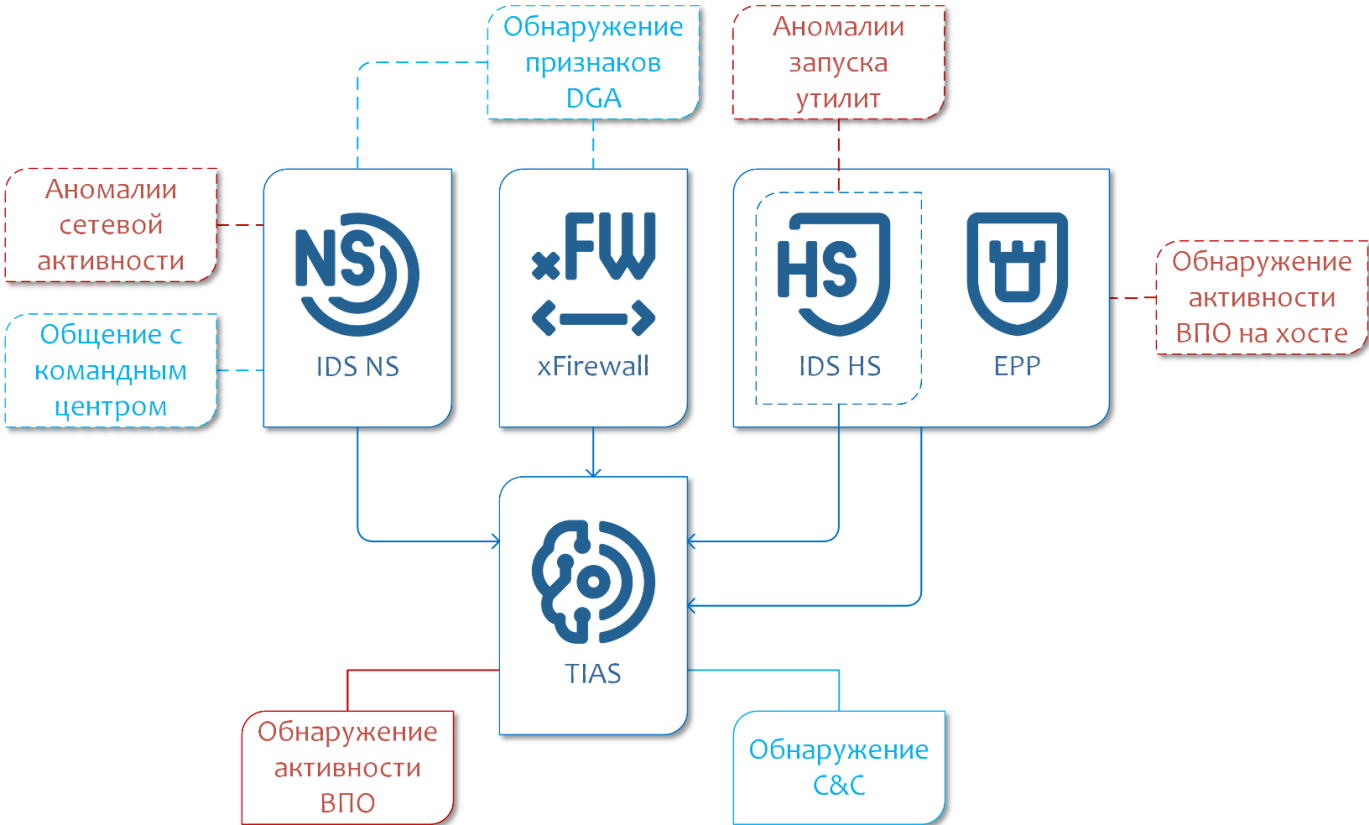 Обнаружение
признаков
DGA
Аномалии
запуска
утилит
Аномалии
сетевой
активности
Общение с
командным
центром
NS
IDS NS
xFW
xFirewall
HS
IDS HS
EPP
Обнаружение
активности
ВПО на хосте
TIAS
Обнаружение
активности
ВПО
Обнаружение
C&C